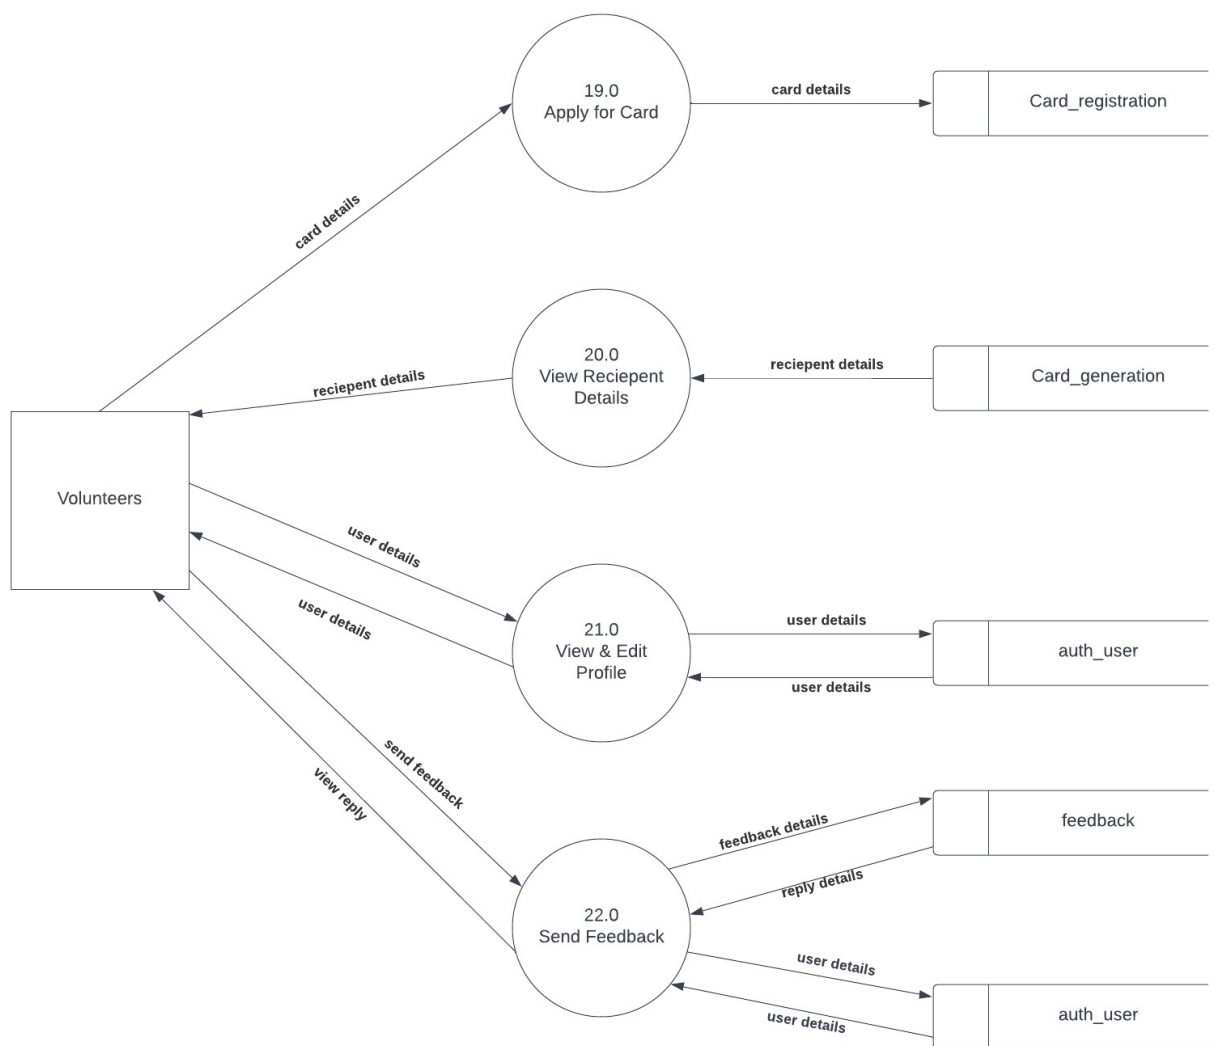 19.0
Apply for Card
card details
Card_registration
card details
20.0
View Reciepent
Details
reciepent details
Card_generation
reciepent details
Volunteers
user details
user details
21.0
View & Edit
Profile
user details
auth_user
user details
send feedback
view reply
feedback details
feedback
reply details
22.0
Send Feedback
user details
auth_user
user details